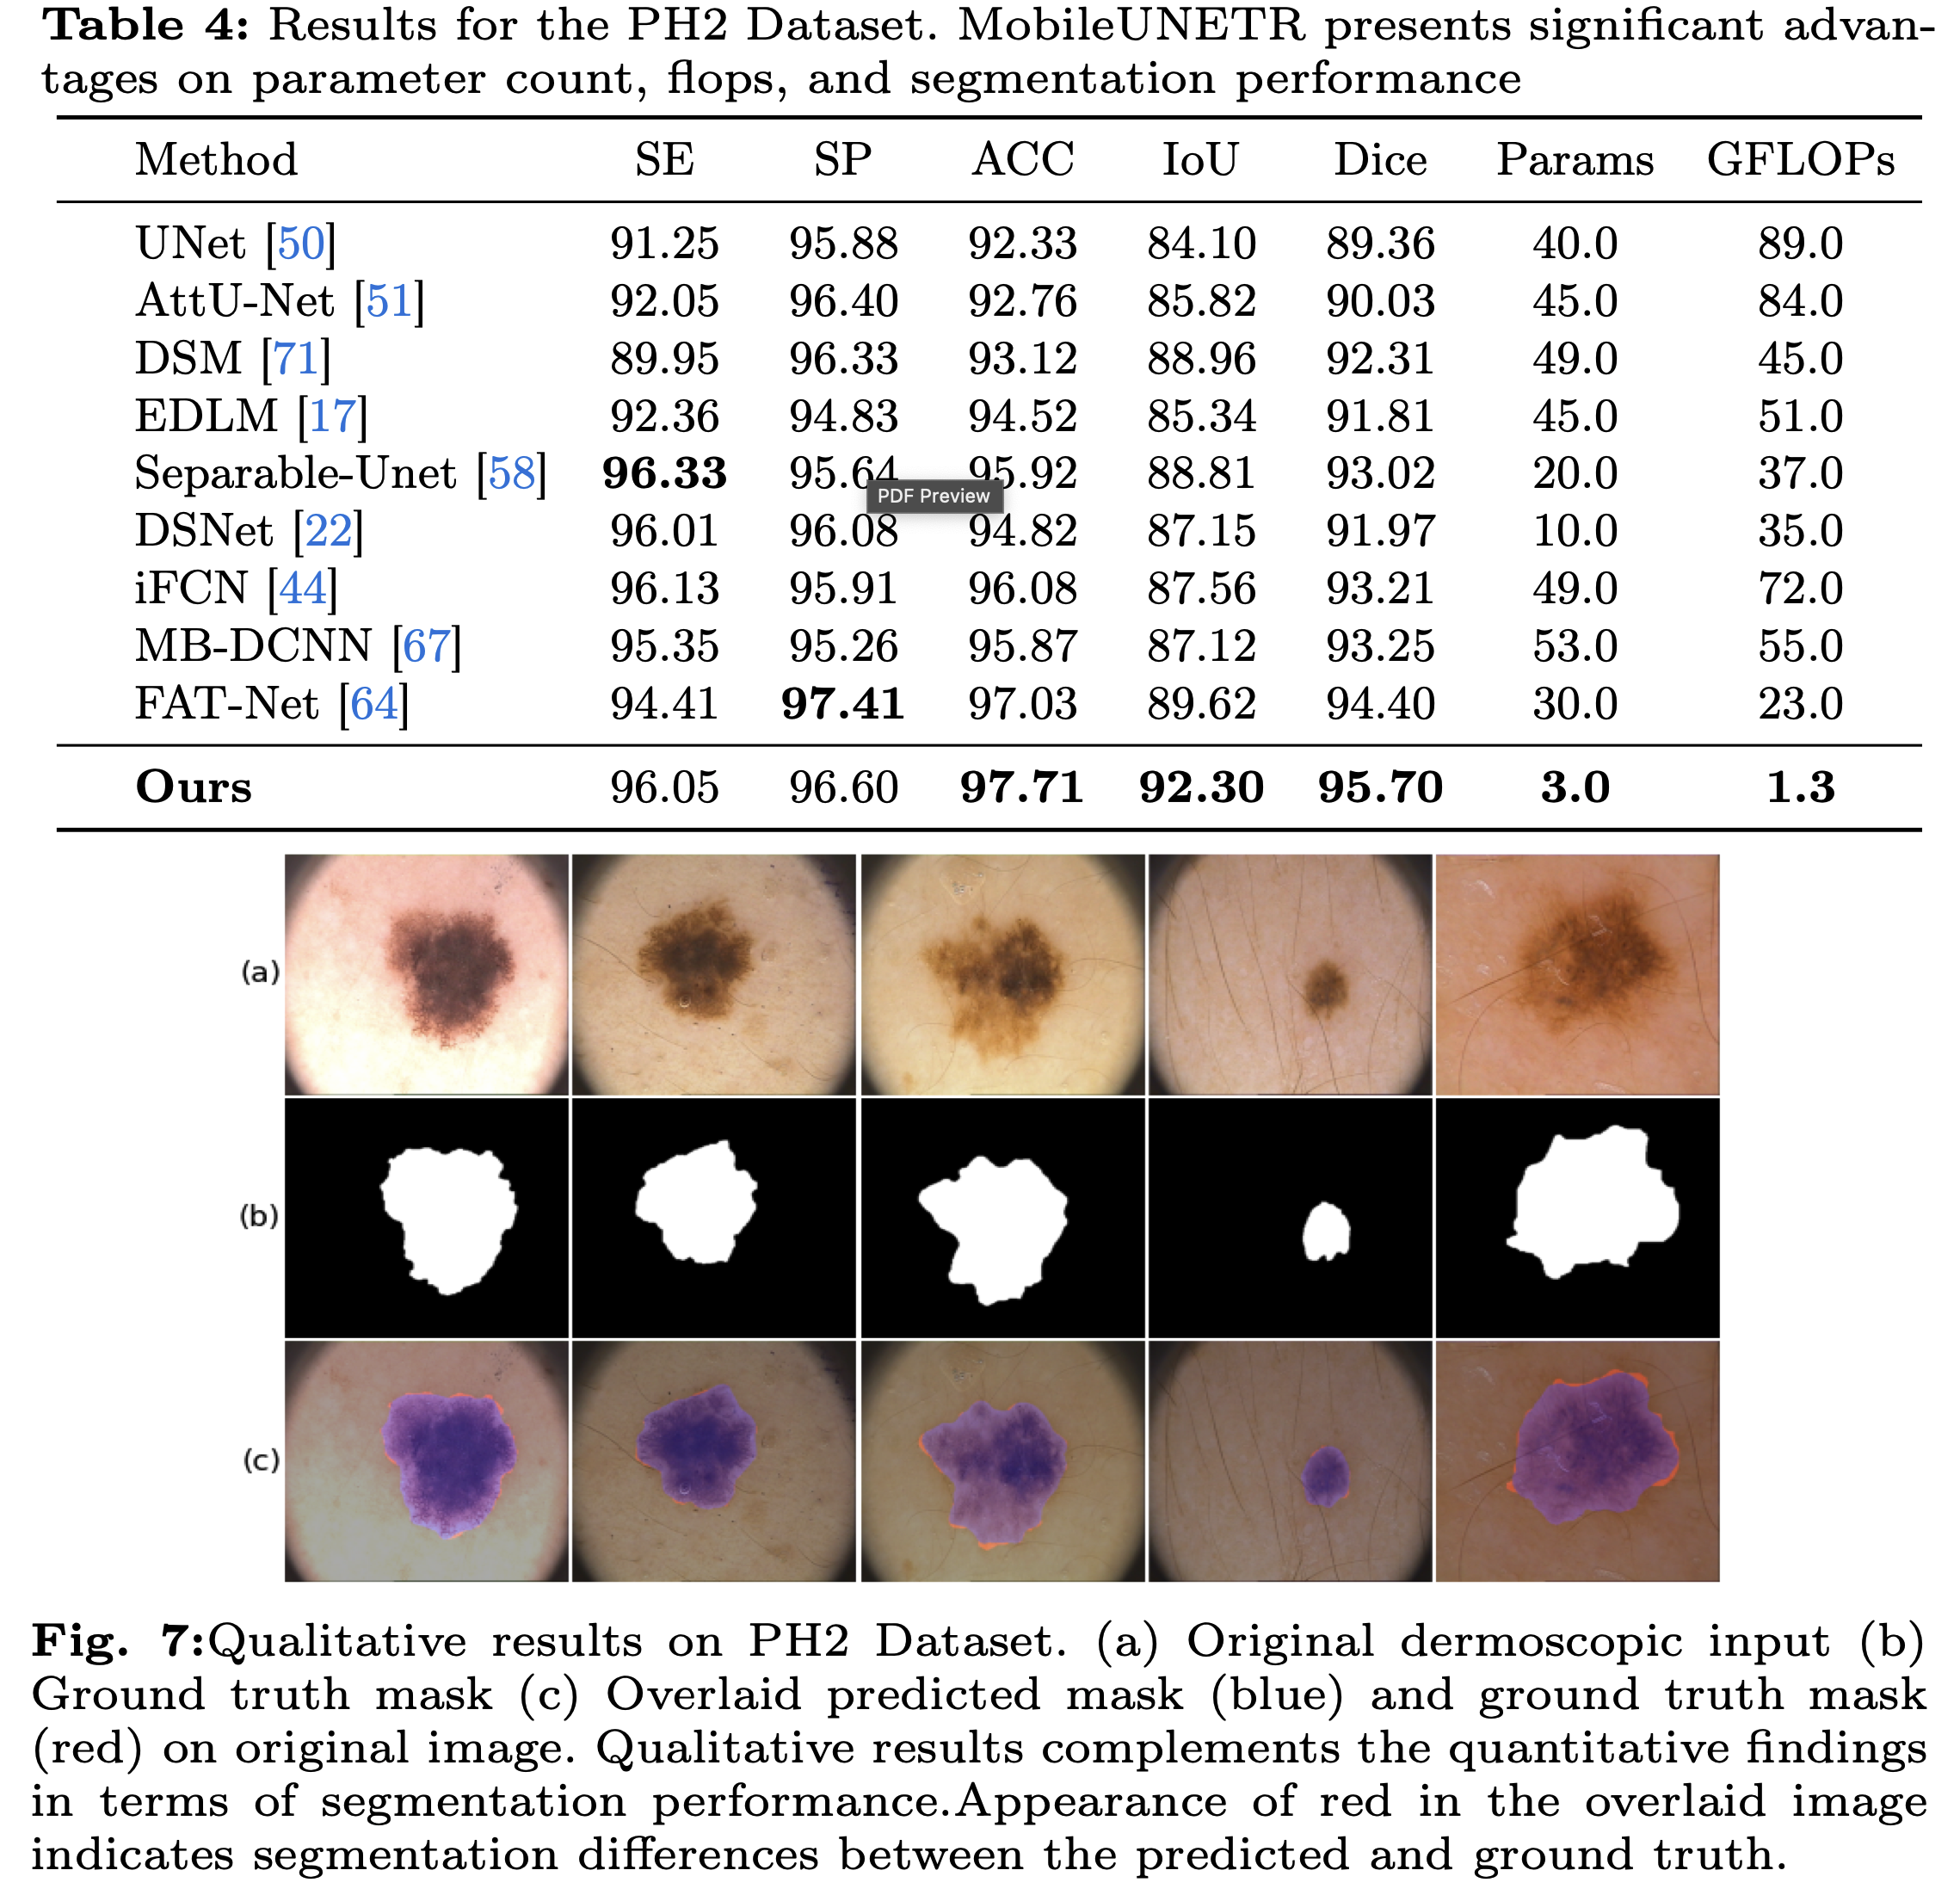 Table 4: Results for the PH2 Dataset. MobileUNETR presents significant advan-
tages on parameter count, flops, and segmentation performance
Method SE SP ACC IoU Dice Params GFLOPs
UNet [50] 91.25 95.88 92.33 84.10 89.36 40.0 89.0
AttU-Net [51] 92.05 96.40 92.76 85.82 90.03 45.0 84.0
DSM [71] 89.95 96.33 93.12 88.96 92.31 49.0 45.0
EDLM [17] 92.36 94.83 94.52 85.34 91.81 45.0 51.0
Separable-Unet [58] 96.33 95.64 95.92 88.81 93.02 20.0 37.0
PDF Preview
DSNet [22] 96.01 96.08 94.82 87.15 91.97 10.0 35.0
iFCN [44] 96.13 95.91 96.08 87.56 93.21 49.0 72.0
MB-DCNN [67] 95.35 95.26 95.87 87.12 93.25 53.0 55.0
FAT-Net [64] 94.41 97.41 97.03 89.62 94.40 30.0 23.0
Ours 96.05 96.60 97.71 92.30 95.70 3.0 1.3
(a)
(b)
(c)
Fig. 7:Qualitative results on PH2 Dataset. (a) Original dermoscopic input (b)
Ground truth mask (c) Overlaid predicted mask (blue) and ground truth mask
(red) on original image. Qualitative results complements the quantitative findings
in terms of segmentation performance.Appearance of red in the overlaid image
indicates segmentation differences between the predicted and ground truth.